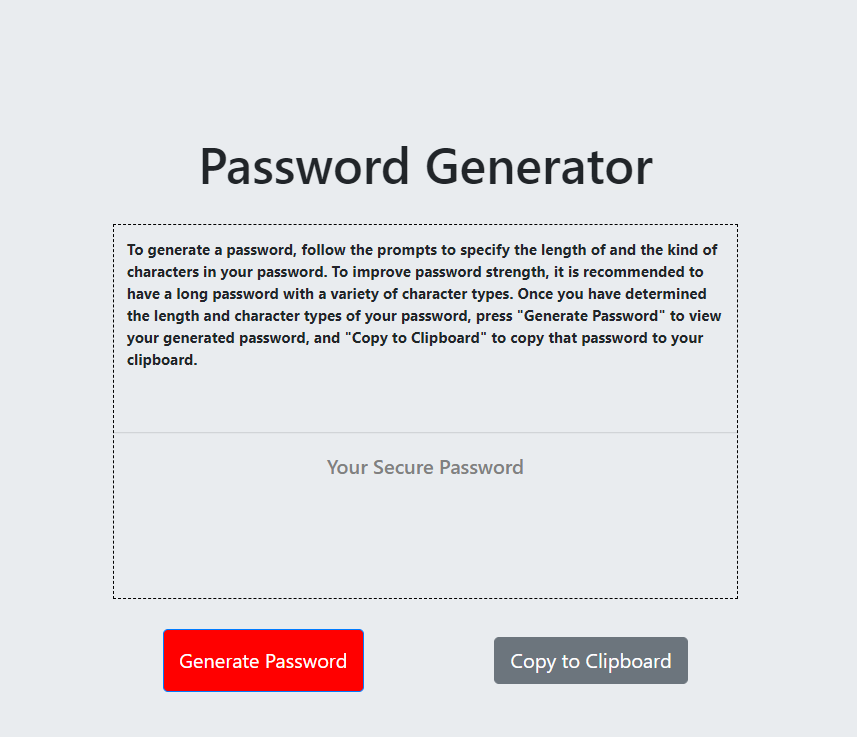 Password Generator
To generate a password, follow the prompts to specify the length of and the kind of
characters in your password. To improve password strength, it is recommended to
have a long password with a variety of character types. Once you have determined
the length and character types of your password, press "Generate Password" to view
your generated password, and "Copy to Clipboard" to copy that password to your
clipboard.
Your Secure Password
Generate Password
Copy to Clipboard